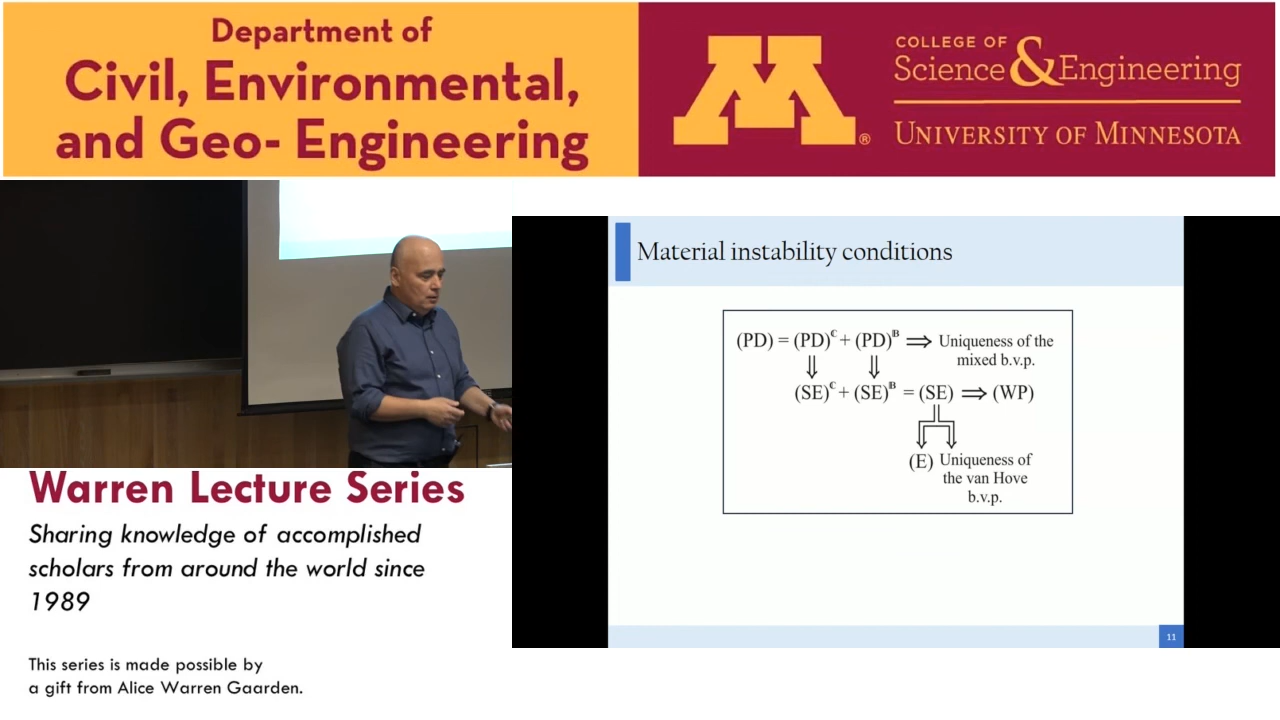 Department of
Civil, Environmental,
and Geo- Engineering
M®
COLLEGE OF
Science & Engineering
UNIVERSITY OF MINNESOTA
Material instability conditions
(PD) = (PD)ᶜ + (PD)ᴮ ⇒ Uniqueness of the
mixed b.v.p.
⇓ ⇓
(SE)ᶜ + (SE)ᴮ = (SE) ⇒ (WP)
(E) Uniqueness of
the van Hove
b.v.p.
11
Warren Lecture Series
Sharing knowledge of accomplished
scholars from around the world since
1989
This series is made possible by
a gift from Alice Warren Gaarden.